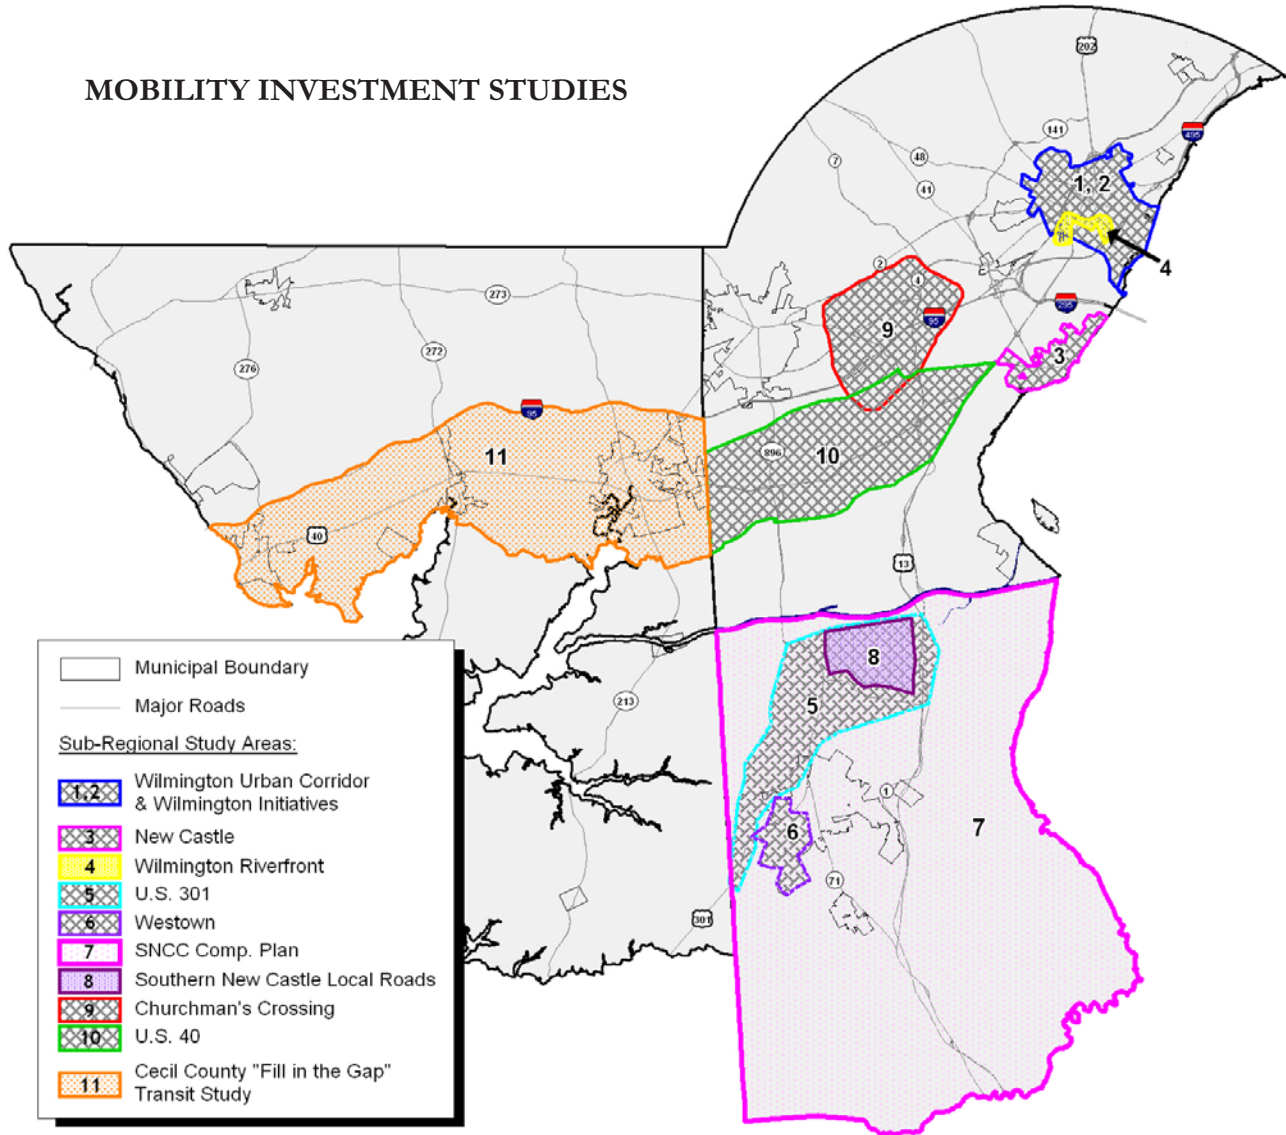 MOBILITY INVESTMENT STUDIES
202
495
141
48
7
41
1, 2
4
2
4
295
95
9
3
273
272
276
95
11
896
10
40
13
8
5
213
1
7
6
71
301
Municipal Boundary
Major Roads
Sub-Regional Study Areas:
1,2 Wilmington Urban Corridor
& Wilmington Initiatives
3 New Castle
4 Wilmington Riverfront
5 U.S. 301
6 Westown
7 SNCC Comp. Plan
8 Southern New Castle Local Roads
9 Churchman's Crossing
10 U.S. 40
11 Cecil County "Fill in the Gap"
Transit Study